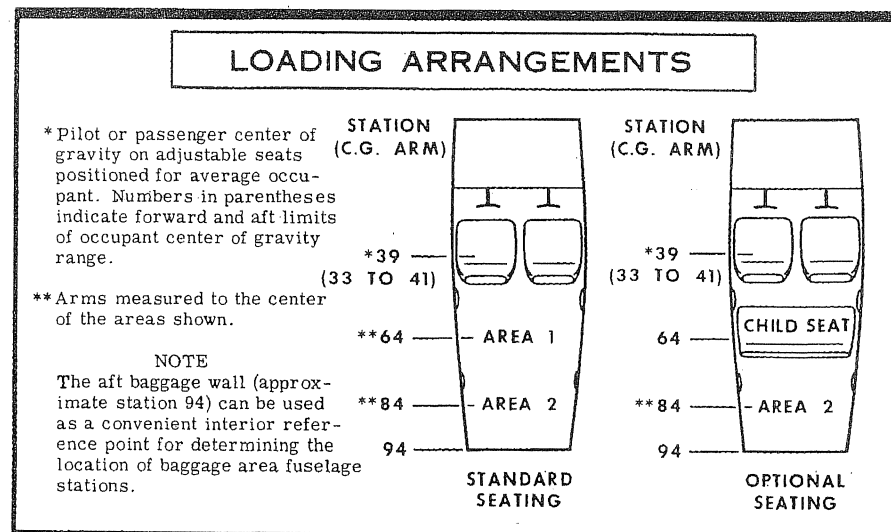 LOADING ARRANGEMENTS
*Pilot or passenger center of
gravity on adjustable seats
positioned for average occu-
pant. Numbers in parentheses
indicate forward and aft limits
of occupant center of gravity
range.
**Arms measured to the center
of the areas shown.
NOTE
The aft baggage wall (approx-
imate station 94) can be used
as a convenient interior refer-
ence point for determining the
location of baggage area fuselage
stations.
STATION
(C.G. ARM)
*39
(33 TO 41)
**64 AREA 1
**84 AREA 2
94
STANDARD
SEATING
STATION
(C.G. ARM)
*39
(33 TO 41)
64 CHILD SEAT
**84 AREA 2
94
OPTIONAL
SEATING